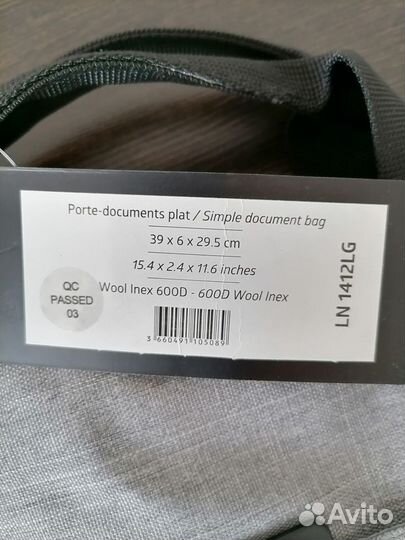 Porte-documents plat / Simple document bag
39 x 6 x 29.5 cm
15.4 x 2.4 x 11.6 inches
Wool Inex 600D - 600D Wool Inex
3 660491 105089
QC
PASSED
03
LN 1412LG
Avito